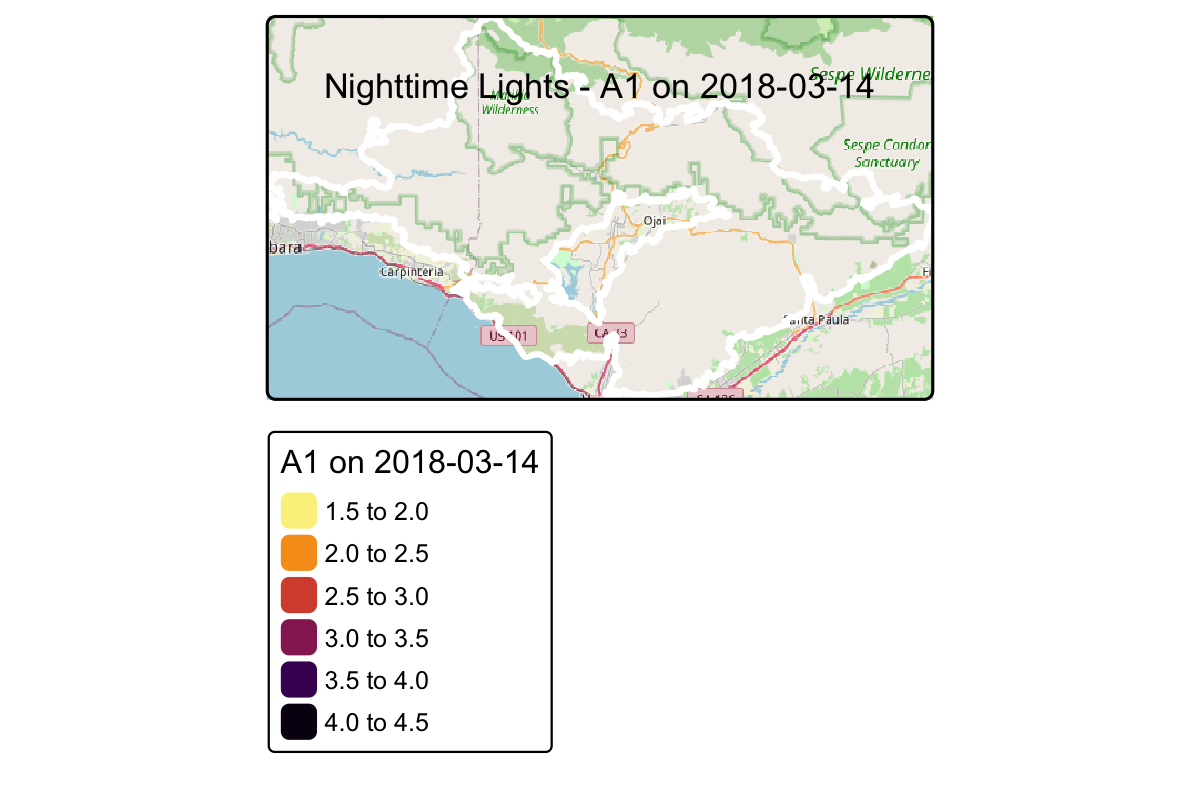 Nighttime Lights - A1 on 2018-03-14
Sespe Wilderne
Wilderness
Sespe Condor
Sanctuary
Ojai
bara
Carpinteria
Fi
Santa Paula
US 101
CA 33
A1 on 2018-03-14
1.5 to 2.0
2.0 to 2.5
2.5 to 3.0
3.0 to 3.5
3.5 to 4.0
4.0 to 4.5